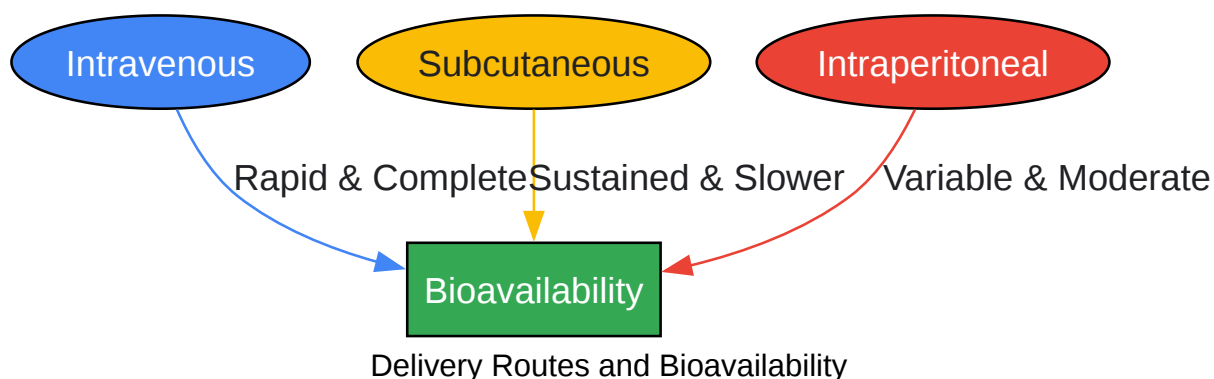 Intravenous
Subcutaneous
Intraperitoneal
Rapid & Complete
Sustained & Slower
Variable & Moderate
Bioavailability
Delivery Routes and Bioavailability